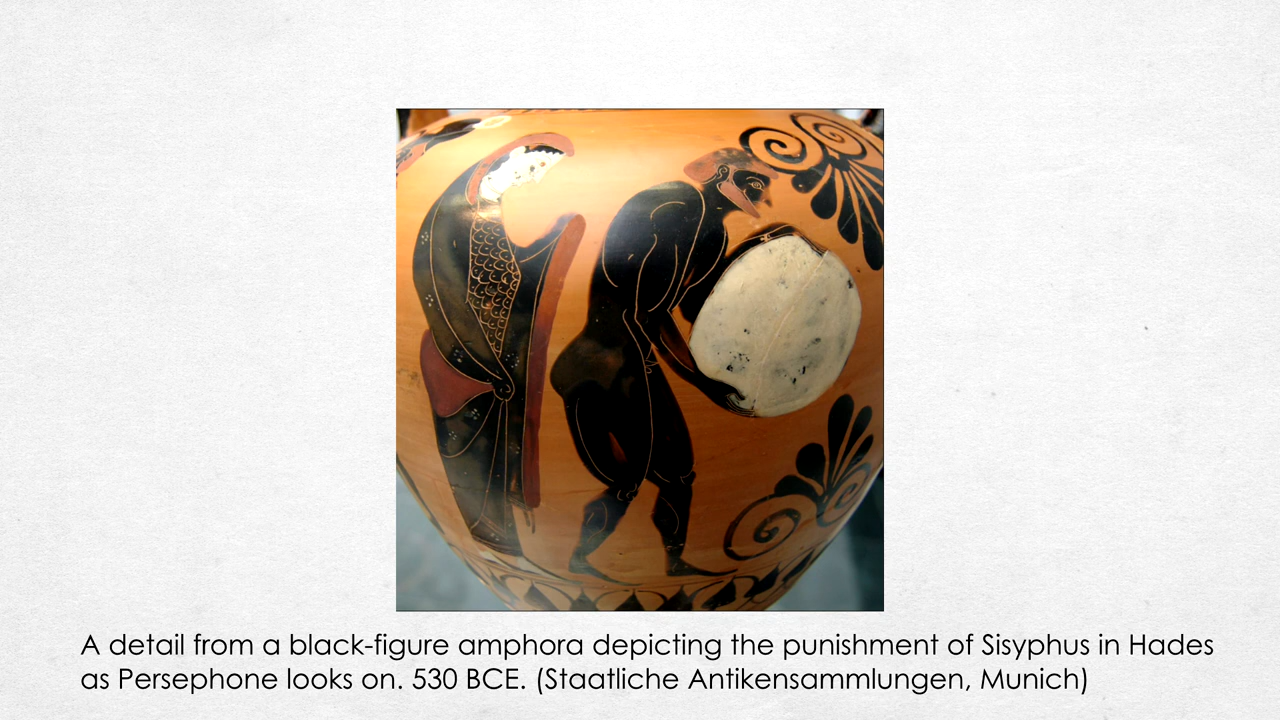 A detail from a black-figure amphora depicting the punishment of Sisyphus in Hades
as Persephone looks on. 530 BCE. (Staatliche Antikensammlungen, Munich)